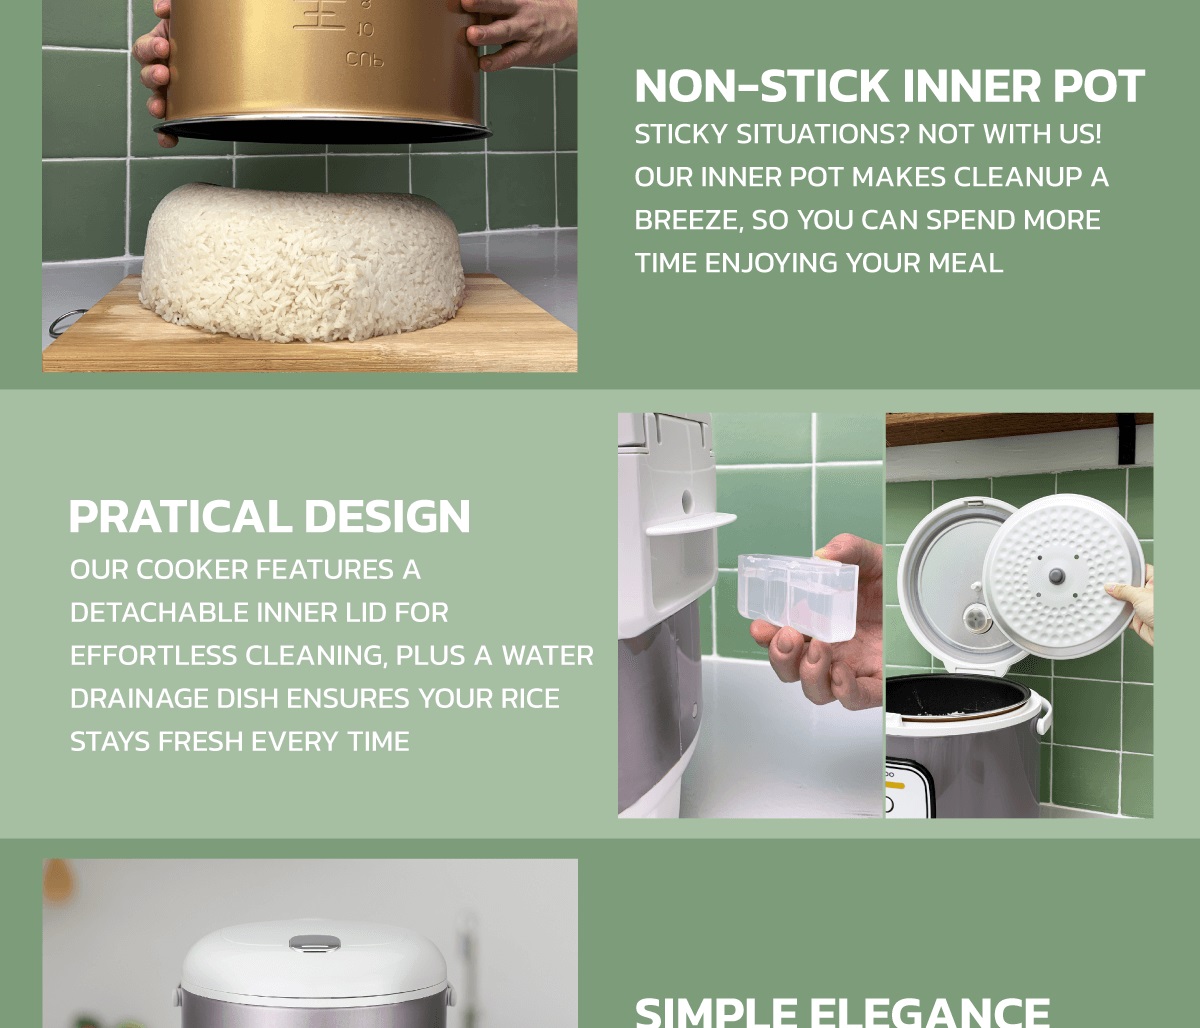 8
10
CUP
NON-STICK INNER POT
STICKY SITUATIONS? NOT WITH US!
OUR INNER POT MAKES CLEANUP A
BREEZE, SO YOU CAN SPEND MORE
TIME ENJOYING YOUR MEAL
PRATICAL DESIGN
OUR COOKER FEATURES A
DETACHABLE INNER LID FOR
EFFORTLESS CLEANING, PLUS A WATER
DRAINAGE DISH ENSURES YOUR RICE
STAYS FRESH EVERY TIME
SIMPLE ELEGANCE